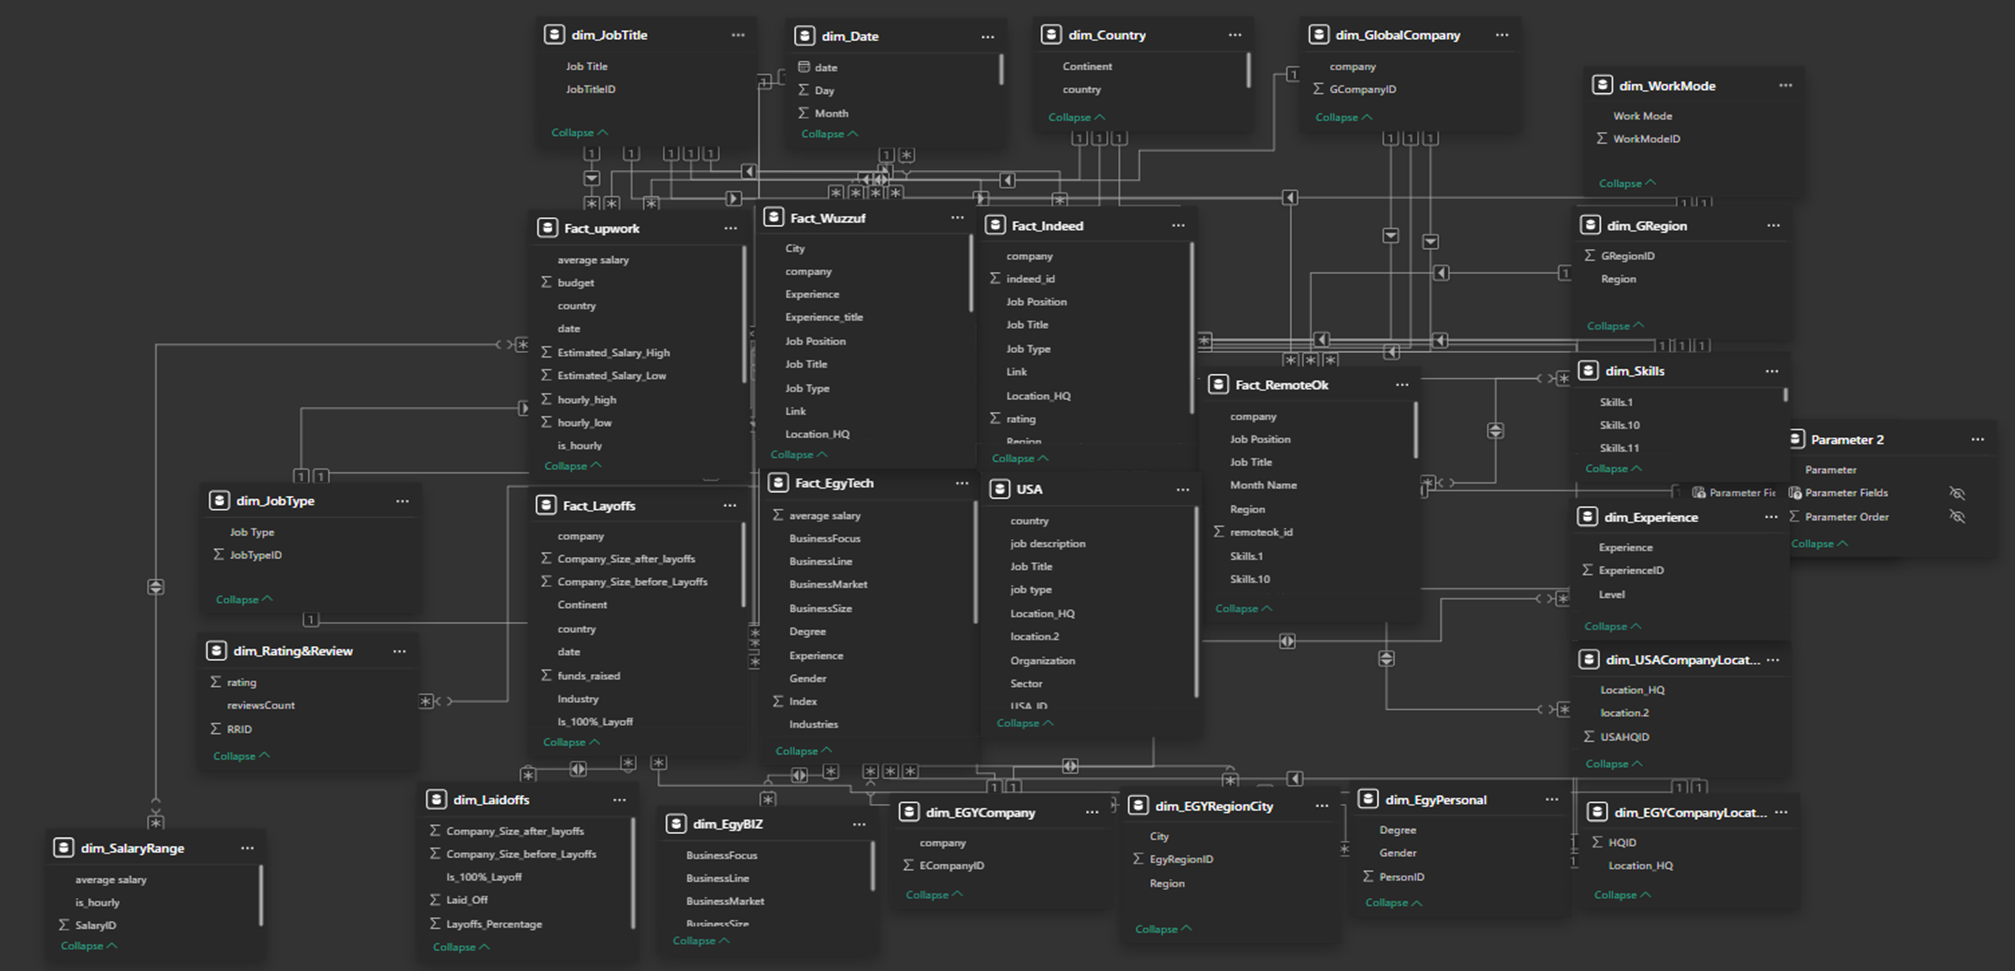 dim_JobTitle
Job Title
JobTitleID
Collapse
dim_Date
date
Day
Month
Collapse
dim_Country
Continent
country
Collapse
dim_GlobalCompany
company
GCompanyID
Collapse
dim_WorkMode
Work Mode
WorkModeID
Collapse
Fact_upwork
average salary
budget
country
date
Estimated_Salary_High
Estimated_Salary_Low
hourly_high
hourly_low
is_hourly
Collapse
Fact_Wuzzuf
City
company
Experience
Experience_title
Job Position
Job Title
Job Type
Link
Location_HQ
Collapse
Fact_Indeed
company
indeed_id
Job Position
Job Title
Job Type
Link
Location_HQ
rating
Region
Collapse
dim_GRegion
GRegionID
Region
Collapse
Fact_RemoteOk
company
Job Position
Job Title
Month Name
Region
remoteok_id
Skills.1
Skills.10
Collapse
dim_Skills
Skills.1
Skills.10
Skills.11
Collapse
Parameter 2
Parameter
Parameter Fie
Parameter Fields
Parameter Order
Collapse
dim_JobType
Job Type
JobTypeID
Collapse
Fact_Layoffs
company
Company_Size_after_layoffs
Company_Size_before_Layoffs
Continent
country
date
funds_raised
Industry
Is_100%_Layoff
Collapse
Fact_EgyTech
average salary
BusinessFocus
BusinessLine
BusinessMarket
BusinessSize
Degree
Experience
Gender
Index
Industries
Collapse
USA
country
job description
Job Title
job type
Location_HQ
location.2
Organization
Sector
USA_ID
Collapse
dim_Experience
Experience
ExperienceID
Level
Collapse
dim_Rating&Review
rating
reviewsCount
RRID
Collapse
dim_USACompanyLocat...
Location_HQ
location.2
USAHQID
Collapse
dim_SalaryRange
average salary
is_hourly
SalaryID
Collapse
dim_Laidoffs
Company_Size_after_layoffs
Company_Size_before_Layoffs
Is_100%_Layoff
Laid_Off
Layoffs_Percentage
Collapse
dim_EgyBIZ
BusinessFocus
BusinessLine
BusinessMarket
BusinessSize
Collapse
dim_EGYCompany
company
ECompanyID
Collapse
dim_EGYRegionCity
City
EgyRegionID
Region
Collapse
dim_EgyPersonal
Degree
Gender
PersonID
Collapse
dim_EGYCompanyLocat...
HQID
Location_HQ
Collapse